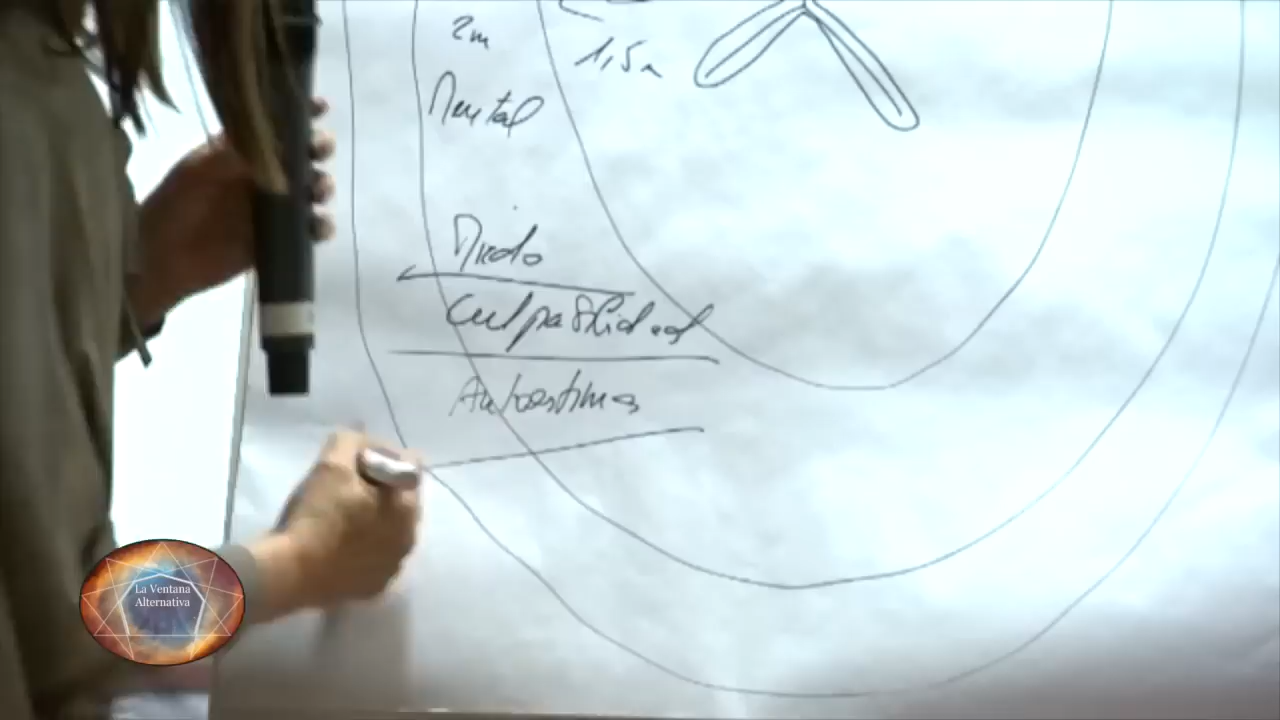 2m
1,5m
Mental
Miedo
Culpabilidad
Autoestima
La Ventana
Alternativa